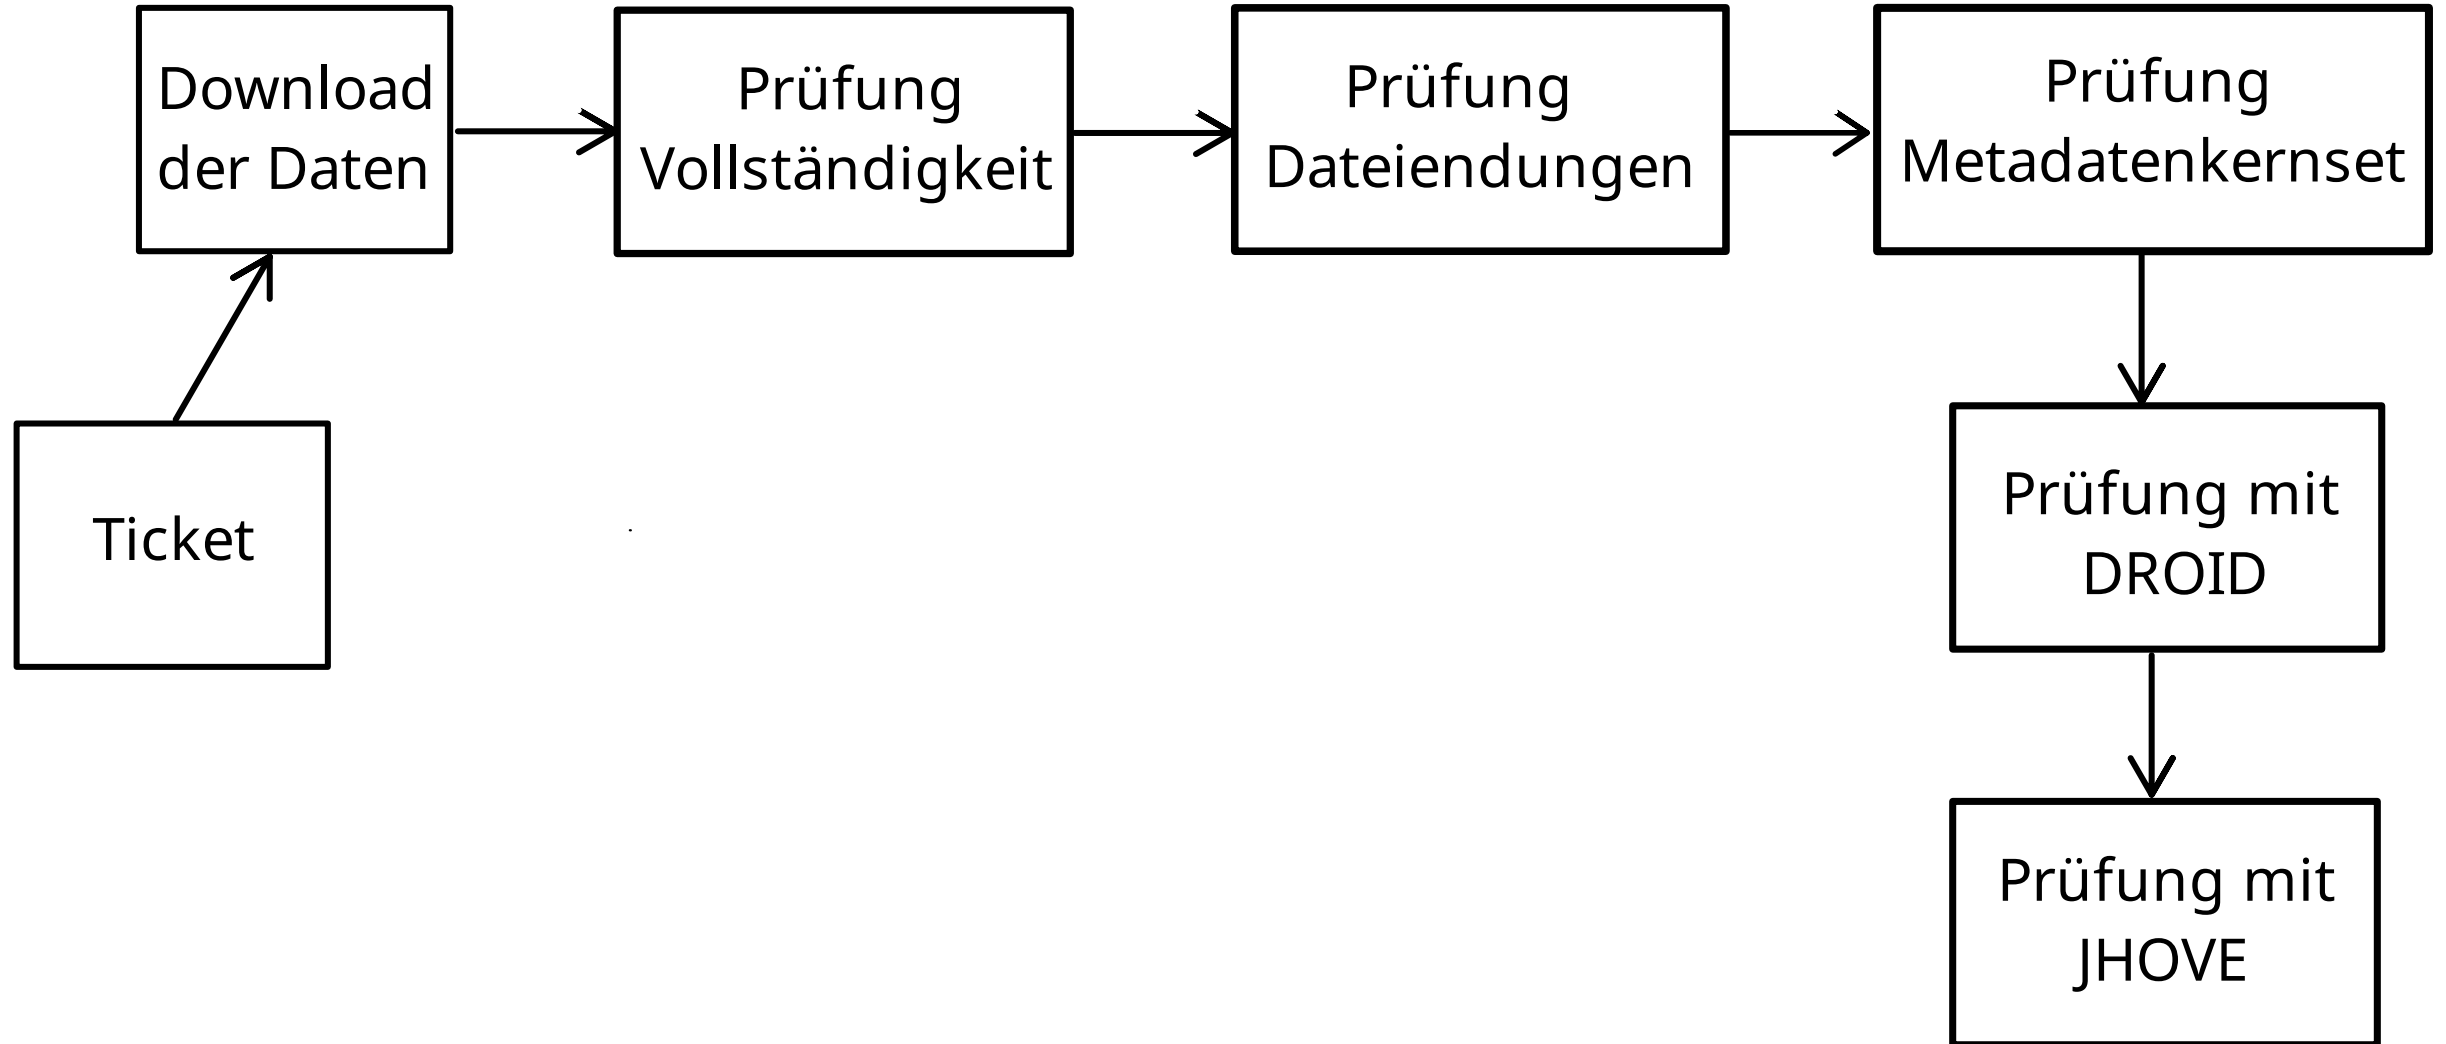 Download
der Daten
Prüfung
Vollständigkeit
Prüfung
Dateiendungen
Prüfung
Metadatenkernset
Ticket
Prüfung mit
DROID
Prüfung mit
JHOVE